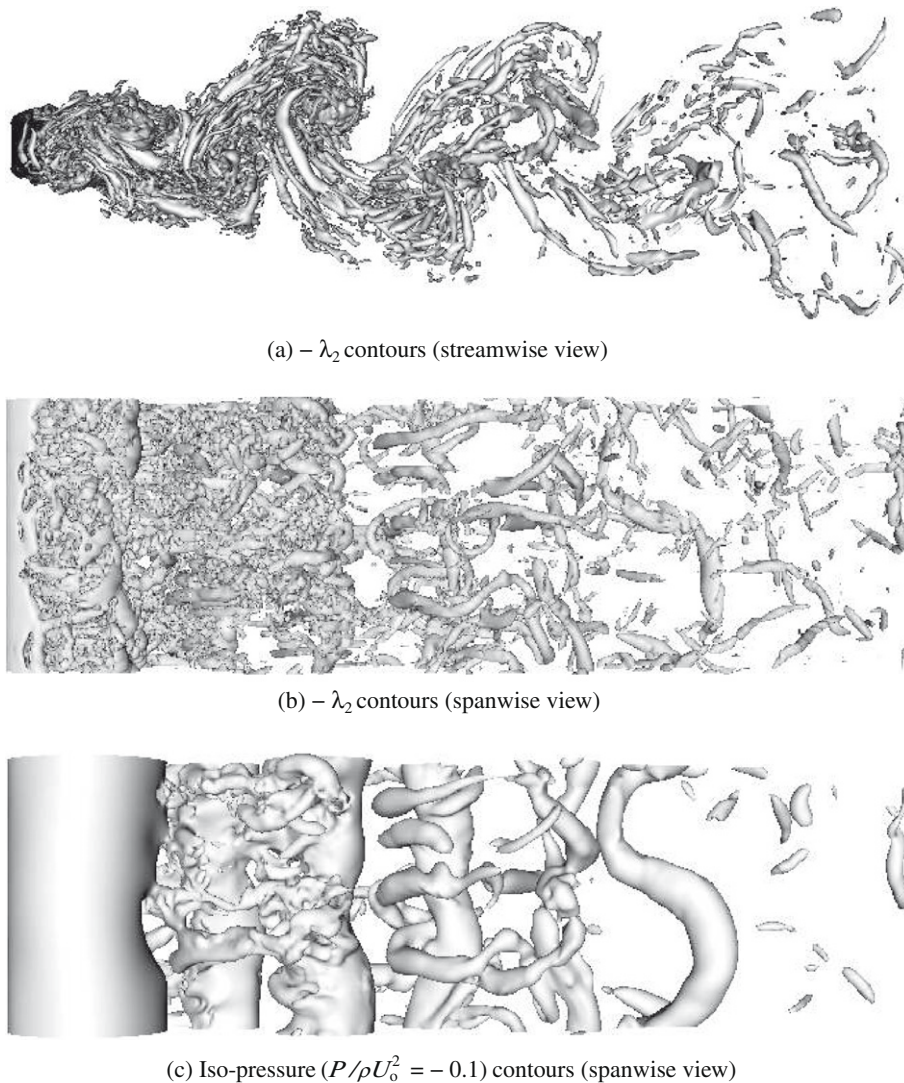 (a) − λ₂ contours (streamwise view)
(b) − λ₂ contours (spanwise view)
(c) Iso-pressure (P/ρU₀² = − 0.1) contours (spanwise view)